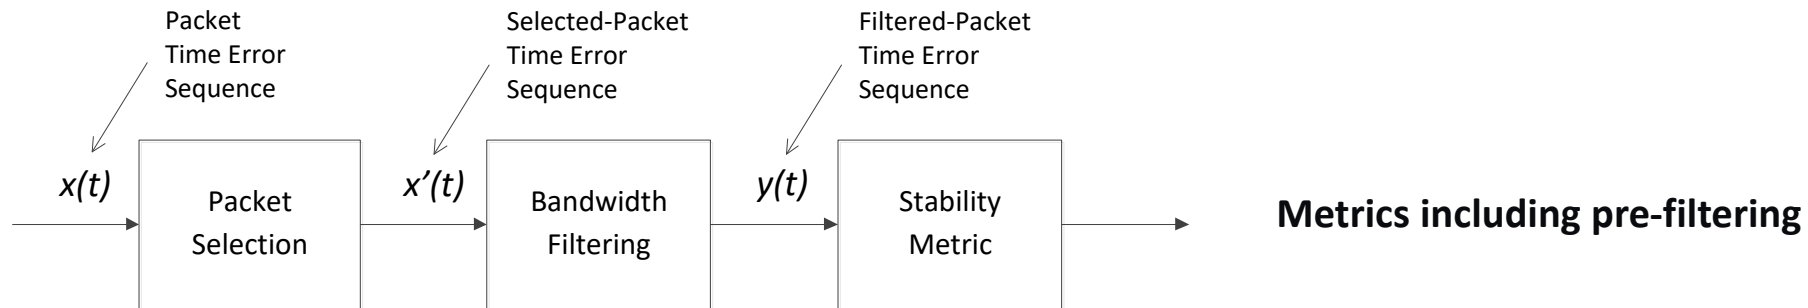 Packet
Time Error
Sequence
Selected-Packet
Time Error
Sequence
Filtered-Packet
Time Error
Sequence
x(t)
x’(t)
y(t)
Packet
Selection
Bandwidth
Filtering
Stability
Metric
Metrics including pre-filtering